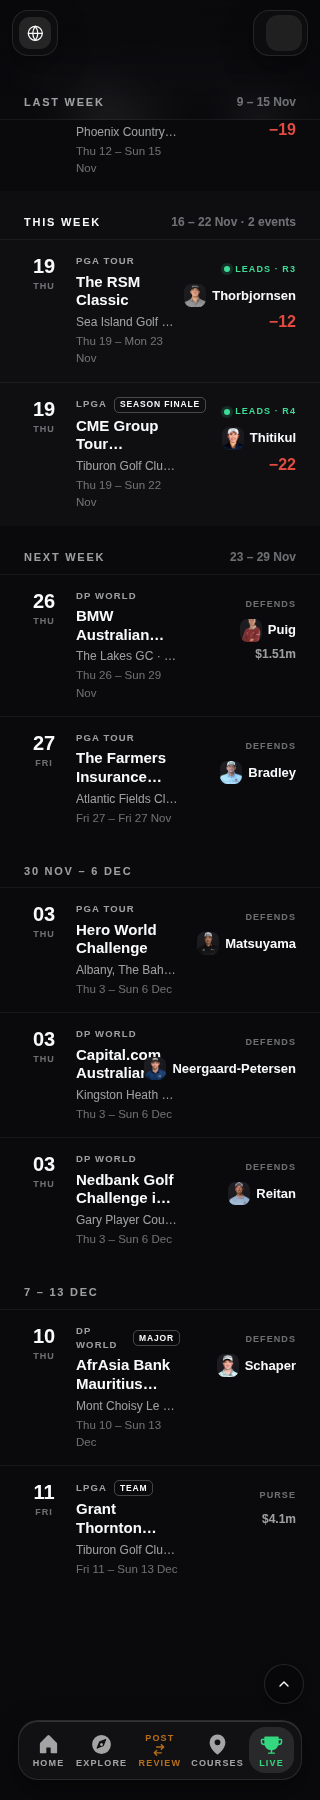 LAST WEEK 9 – 15 Nov
Phoenix Country… −19
Thu 12 – Sun 15
Nov
THIS WEEK 16 – 22 Nov · 2 events
19
THU
PGA TOUR
The RSM
Classic
Sea Island Golf …
Thu 19 – Mon 23
Nov
LEADS · R3
Thorbjornsen
−12
19
THU
LPGA SEASON FINALE
CME Group
Tour…
Tiburon Golf Clu…
Thu 19 – Sun 22
Nov
LEADS · R4
Thitikul
−22
NEXT WEEK 23 – 29 Nov
26
THU
DP WORLD
BMW
Australian…
The Lakes GC · …
Thu 26 – Sun 29
Nov
DEFENDS
Puig
$1.51m
27
FRI
PGA TOUR
The Farmers
Insurance…
Atlantic Fields Cl…
Fri 27 – Fri 27 Nov
DEFENDS
Bradley
30 NOV – 6 DEC
03
THU
PGA TOUR
Hero World
Challenge
Albany, The Bah…
Thu 3 – Sun 6 Dec
DEFENDS
Matsuyama
03
THU
DP WORLD
Capital.com
Australian
Kingston Heath …
Thu 3 – Sun 6 Dec
DEFENDS
Neergaard-Petersen
03
THU
DP WORLD
Nedbank Golf
Challenge i…
Gary Player Cou…
Thu 3 – Sun 6 Dec
DEFENDS
Reitan
7 – 13 DEC
10
THU
DP
WORLD
MAJOR
AfrAsia Bank
Mauritius…
Mont Choisy Le …
Thu 10 – Sun 13
Dec
DEFENDS
Schaper
11
FRI
LPGA TEAM
Grant
Thornton…
Tiburon Golf Clu…
Fri 11 – Sun 13 Dec
PURSE
$4.1m
HOME
EXPLORE
POST
REVIEW
COURSES
LIVE